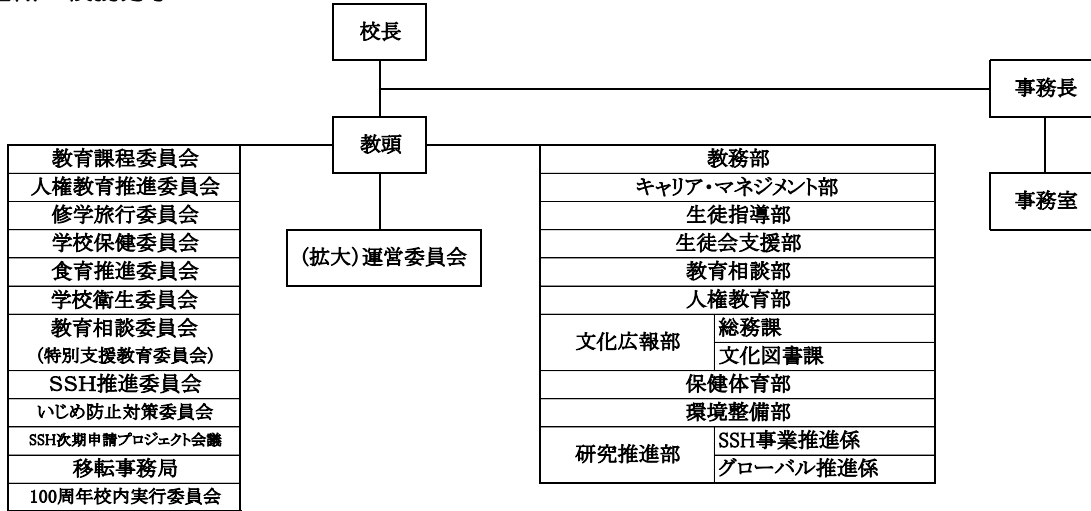 校長
事務長
教頭
事務室
(拡大)運営委員会
教育課程委員会
人権教育推進委員会
修学旅行委員会
学校保健委員会
食育推進委員会
学校衛生委員会
教育相談委員会
(特別支援教育委員会)
SSH推進委員会
いじめ防止対策委員会
SSH次期申請プロジェクト会議
移転事務局
100周年校内実行委員会
教務部
キャリア・マネジメント部
生徒指導部
生徒会支援部
教育相談部
人権教育部
文化広報部
総務課
文化図書課
保健体育部
環境整備部
研究推進部
SSH事業推進係
グローバル推進係